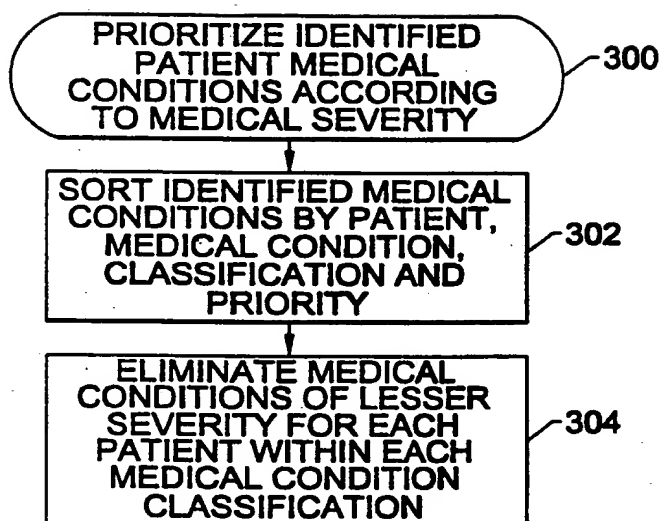 PRIORITIZE IDENTIFIED
PATIENT MEDICAL
CONDITIONS ACCORDING
TO MEDICAL SEVERITY
300
SORT IDENTIFIED MEDICAL
CONDITIONS BY PATIENT,
MEDICAL CONDITION,
CLASSIFICATION AND
PRIORITY
302
ELIMINATE MEDICAL
CONDITIONS OF LESSER
SEVERITY FOR EACH
PATIENT WITHIN EACH
MEDICAL CONDITION
CLASSIFICATION
304